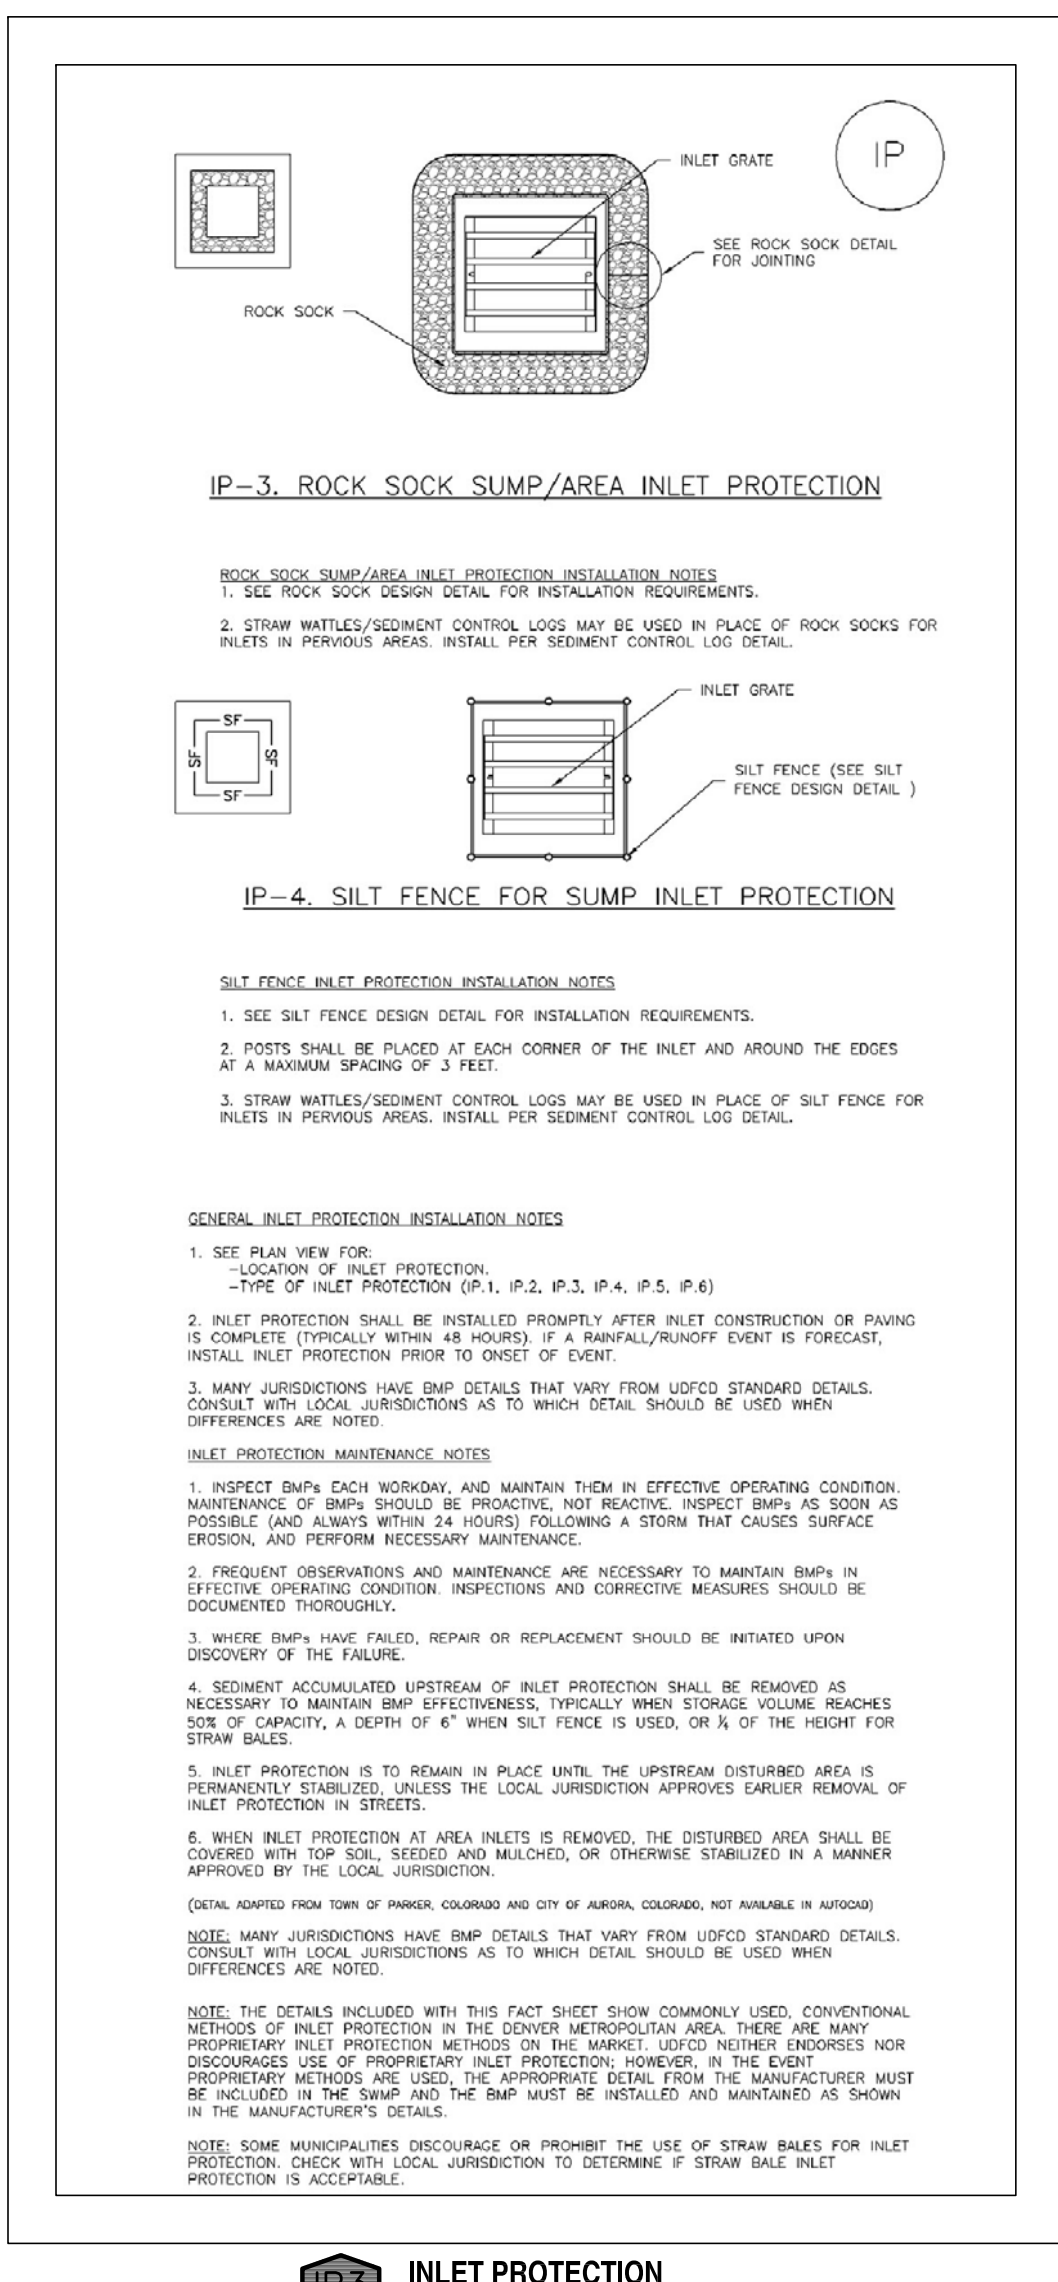 IP
INLET GRATE
SEE ROCK SOCK DETAIL
FOR JOINTING
ROCK SOCK
IP-3. ROCK SOCK SUMP/AREA INLET PROTECTION
ROCK SOCK SUMP/AREA INLET PROTECTION INSTALLATION NOTES
1. SEE ROCK SOCK DESIGN DETAIL FOR INSTALLATION REQUIREMENTS.
2. STRAW WATTLES/SEDIMENT CONTROL LOGS MAY BE USED IN PLACE OF ROCK SOCKS FOR
INLETS IN PERVIOUS AREAS. INSTALL PER SEDIMENT CONTROL LOG DETAIL.
INLET GRATE
SF
SF
SF
SF
SILT FENCE (SEE SILT
FENCE DESIGN DETAIL )
IP-4. SILT FENCE FOR SUMP INLET PROTECTION
SILT FENCE INLET PROTECTION INSTALLATION NOTES
1. SEE SILT FENCE DESIGN DETAIL FOR INSTALLATION REQUIREMENTS.
2. POSTS SHALL BE PLACED AT EACH CORNER OF THE INLET AND AROUND THE EDGES
AT A MAXIMUM SPACING OF 3 FEET.
3. STRAW WATTLES/SEDIMENT CONTROL LOGS MAY BE USED IN PLACE OF SILT FENCE FOR
INLETS IN PERVIOUS AREAS. INSTALL PER SEDIMENT CONTROL LOG DETAIL.
GENERAL INLET PROTECTION INSTALLATION NOTES
1. SEE PLAN VIEW FOR:
-LOCATION OF INLET PROTECTION.
-TYPE OF INLET PROTECTION (IP.1, IP.2, IP.3, IP.4, IP.5, IP.6)
2. INLET PROTECTION SHALL BE INSTALLED PROMPTLY AFTER INLET CONSTRUCTION OR PAVING
IS COMPLETE (TYPICALLY WITHIN 48 HOURS). IF A RAINFALL/RUNOFF EVENT IS FORECAST,
INSTALL INLET PROTECTION PRIOR TO ONSET OF EVENT.
3. MANY JURISDICTIONS HAVE BMP DETAILS THAT VARY FROM UDFCD STANDARD DETAILS.
CONSULT WITH LOCAL JURISDICTIONS AS TO WHICH DETAIL SHOULD BE USED WHEN
DIFFERENCES ARE NOTED.
INLET PROTECTION MAINTENANCE NOTES
1. INSPECT BMPs EACH WORKDAY, AND MAINTAIN THEM IN EFFECTIVE OPERATING CONDITION.
MAINTENANCE OF BMPs SHOULD BE PROACTIVE, NOT REACTIVE. INSPECT BMPs AS SOON AS
POSSIBLE (AND ALWAYS WITHIN 24 HOURS) FOLLOWING A STORM THAT CAUSES SURFACE
EROSION, AND PERFORM NECESSARY MAINTENANCE.
2. FREQUENT OBSERVATIONS AND MAINTENANCE ARE NECESSARY TO MAINTAIN BMPs IN
EFFECTIVE OPERATING CONDITION. INSPECTIONS AND CORRECTIVE MEASURES SHOULD BE
DOCUMENTED THOROUGHLY.
3. WHERE BMPs HAVE FAILED, REPAIR OR REPLACEMENT SHOULD BE INITIATED UPON
DISCOVERY OF THE FAILURE.
4. SEDIMENT ACCUMULATED UPSTREAM OF INLET PROTECTION SHALL BE REMOVED AS
NECESSARY TO MAINTAIN BMP EFFECTIVENESS, TYPICALLY WHEN STORAGE VOLUME REACHES
50% OF CAPACITY, A DEPTH OF 6" WHEN SILT FENCE IS USED, OR ¼ OF THE HEIGHT FOR
STRAW BALES.
5. INLET PROTECTION IS TO REMAIN IN PLACE UNTIL THE UPSTREAM DISTURBED AREA IS
PERMANENTLY STABILIZED, UNLESS THE LOCAL JURISDICTION APPROVES EARLIER REMOVAL OF
INLET PROTECTION IN STREETS.
6. WHEN INLET PROTECTION AT AREA INLETS IS REMOVED, THE DISTURBED AREA SHALL BE
COVERED WITH TOP SOIL, SEEDED AND MULCHED, OR OTHERWISE STABILIZED IN A MANNER
APPROVED BY THE LOCAL JURISDICTION.
(DETAIL ADAPTED FROM TOWN OF PARKER, COLORADO AND CITY OF AURORA, COLORADO, NOT AVAILABLE IN AUTOCAD)
NOTE: MANY JURISDICTIONS HAVE BMP DETAILS THAT VARY FROM UDFCD STANDARD DETAILS.
CONSULT WITH LOCAL JURISDICTIONS AS TO WHICH DETAIL SHOULD BE USED WHEN
DIFFERENCES ARE NOTED.
NOTE: THE DETAILS INCLUDED WITH THIS FACT SHEET SHOW COMMONLY USED, CONVENTIONAL
METHODS OF INLET PROTECTION IN THE DENVER METROPOLITAN AREA. THERE ARE MANY
PROPRIETARY INLET PROTECTION METHODS ON THE MARKET. UDFCD NEITHER ENDORSES NOR
DISCOURAGES USE OF PROPRIETARY INLET PROTECTION; HOWEVER, IN THE EVENT
PROPRIETARY METHODS ARE USED, THE APPROPRIATE DETAIL FROM THE MANUFACTURER MUST
BE INCLUDED IN THE SWMP AND THE BMP MUST BE INSTALLED AND MAINTAINED AS SHOWN
IN THE MANUFACTURER'S DETAILS.
NOTE: SOME MUNICIPALITIES DISCOURAGE OR PROHIBIT THE USE OF STRAW BALES FOR INLET
PROTECTION. CHECK WITH LOCAL JURISDICTION TO DETERMINE IF STRAW BALE INLET
PROTECTION IS ACCEPTABLE.
IP3
INLET PROTECTION